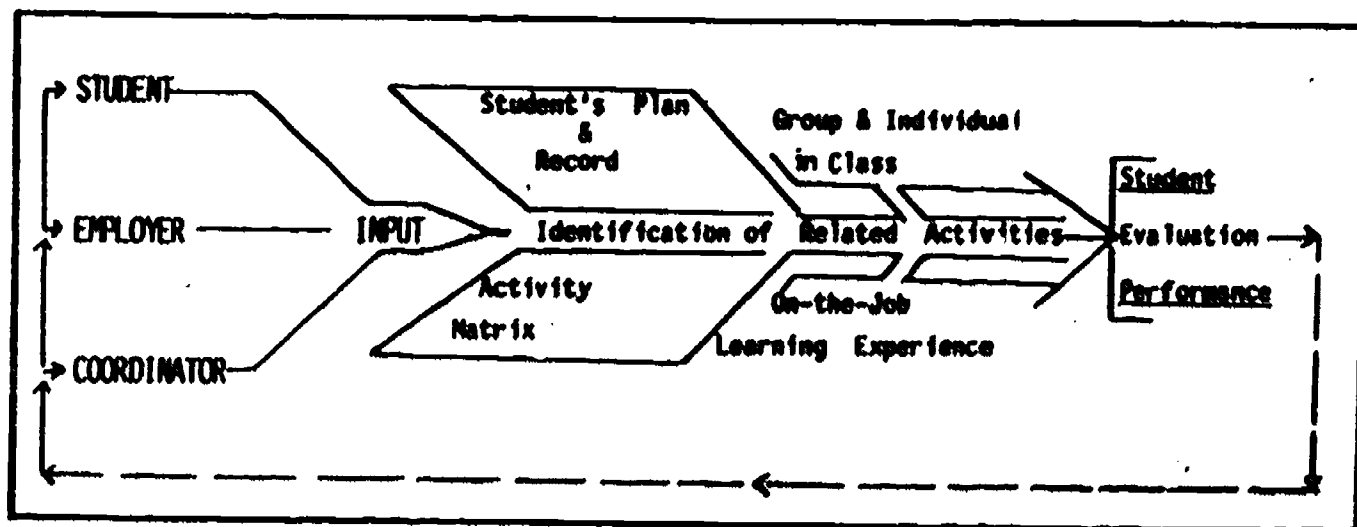 STUDENT
EMPLOYER
COORDINATOR
INPUT
Student's Plan
&
Record
Identification of Related Activities
Activity
Matrix
Group & Individual
in Class
On-the-Job
Learning Experience
Student
Evaluation
Performance